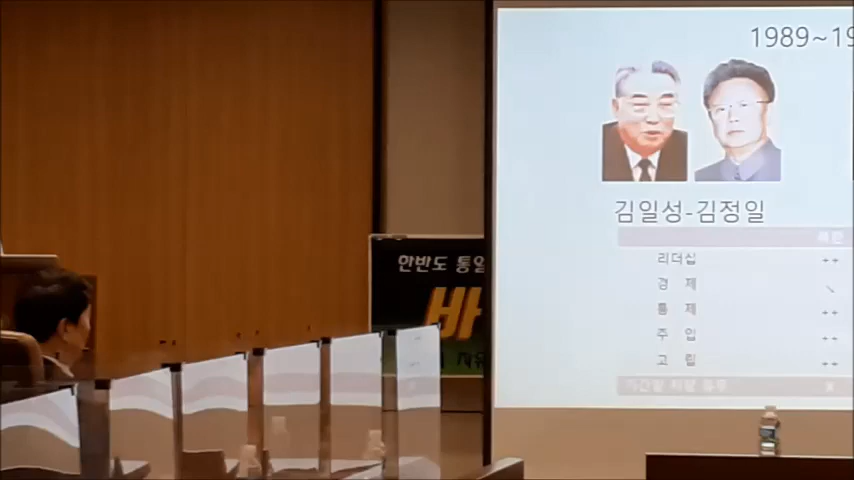 1989~19
김일성-김정일
리더십 ++
경 제
통 제 ++
주 입 ++
고 립 ++
한반도 통일
바